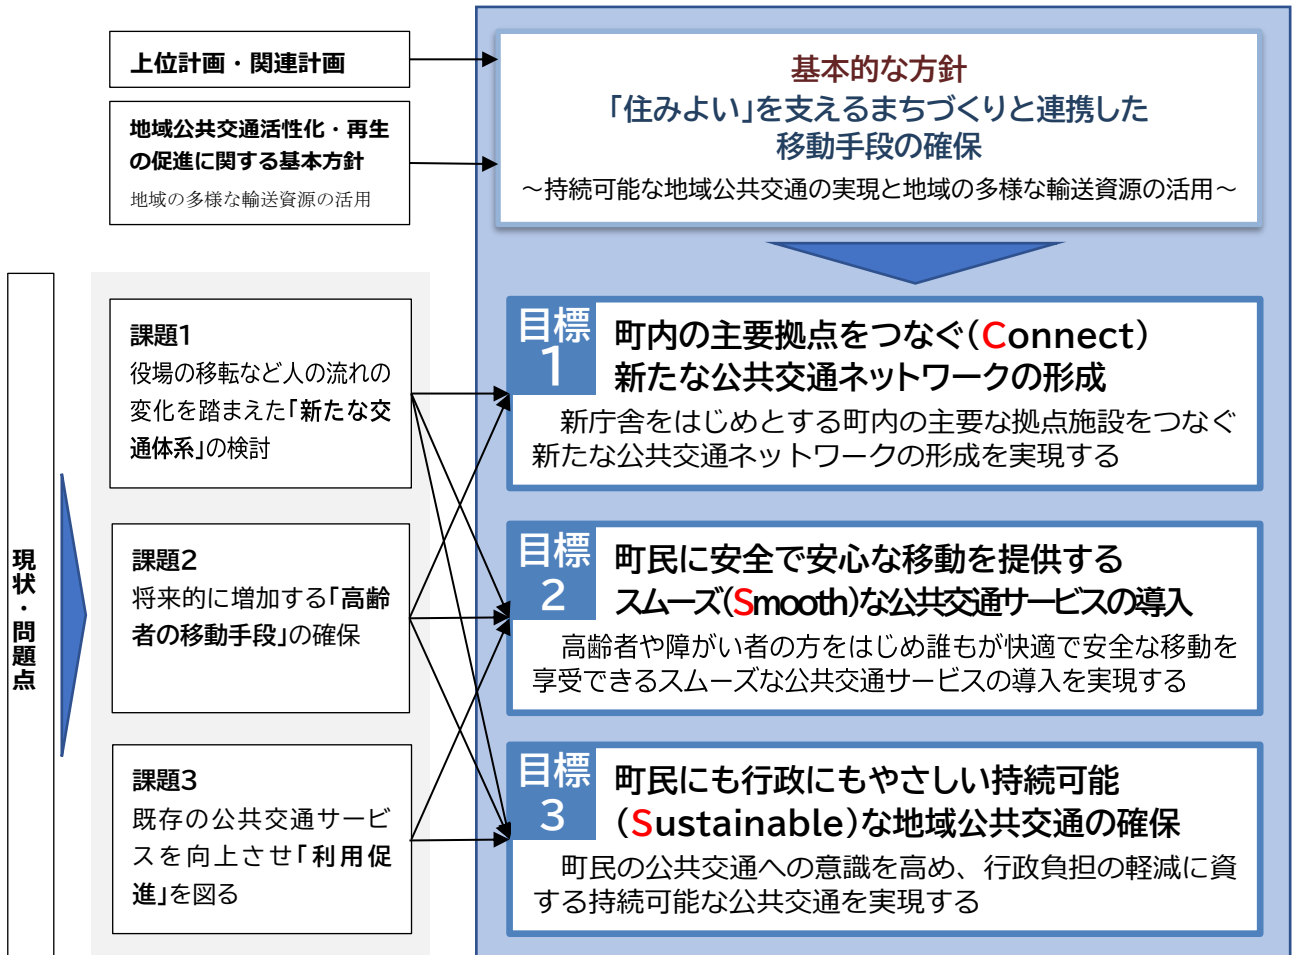 上位計画・関連計画
地域公共交通活性化・再生
の促進に関する基本方針
地域の多様な輸送資源の活用
基本的な方針
「住みよい」を支えるまちづくりと連携した
移動手段の確保
～持続可能な地域公共交通の実現と地域の多様な輸送資源の活用～
現状・問題点
課題1
役場の移転など人の流れの
変化を踏まえた「新たな交
通体系」の検討
課題2
将来的に増加する「高齢
者の移動手段」の確保
課題3
既存の公共交通サービ
スを向上させ「利用促
進」を図る
目標
1
町内の主要拠点をつなぐ(Connect)
新たな公共交通ネットワークの形成
新庁舎をはじめとする町内の主要な拠点施設をつなぐ
新たな公共交通ネットワークの形成を実現する
目標
2
町民に安全で安心な移動を提供する
スムーズ(Smooth)な公共交通サービスの導入
高齢者や障がい者の方をはじめ誰もが快適で安全な移動を
享受できるスムーズな公共交通サービスの導入を実現する
目標
3
町民にも行政にもやさしい持続可能
(Sustainable)な地域公共交通の確保
町民の公共交通への意識を高め、行政負担の軽減に資
する持続可能な公共交通を実現する